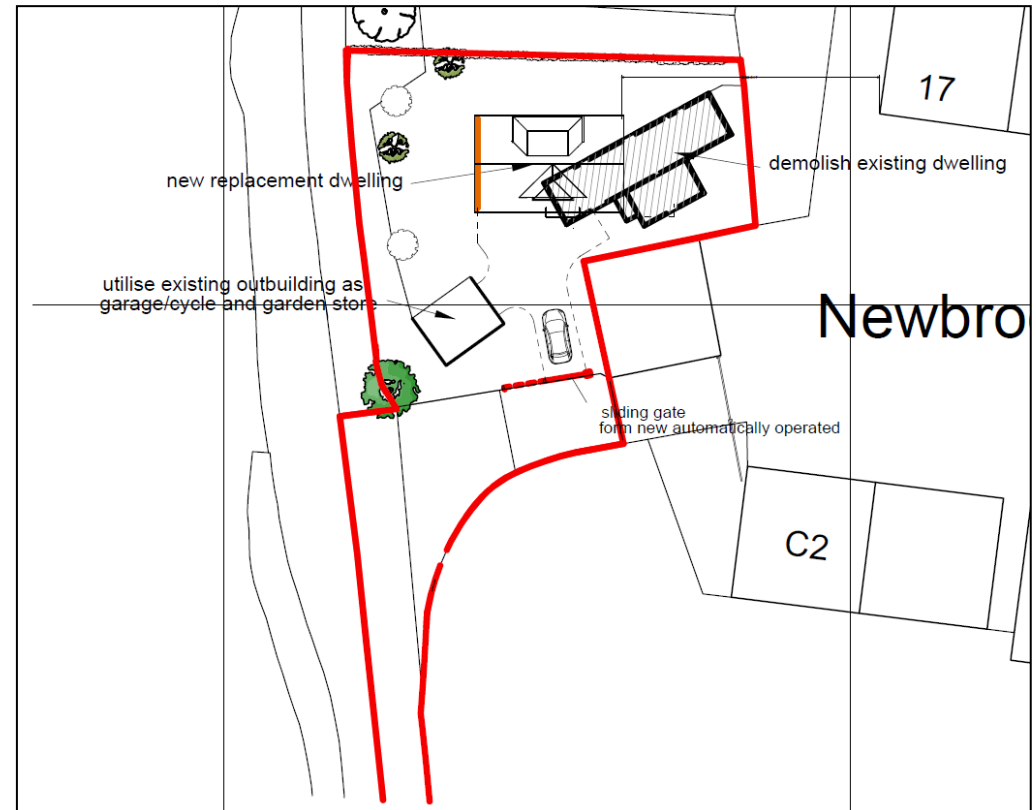 17
demolish existing dwelling
new replacement dwelling
utilise existing outbuilding as
garage/cycle and garden store
Newbro
sliding gate
form new automatically operated
C2